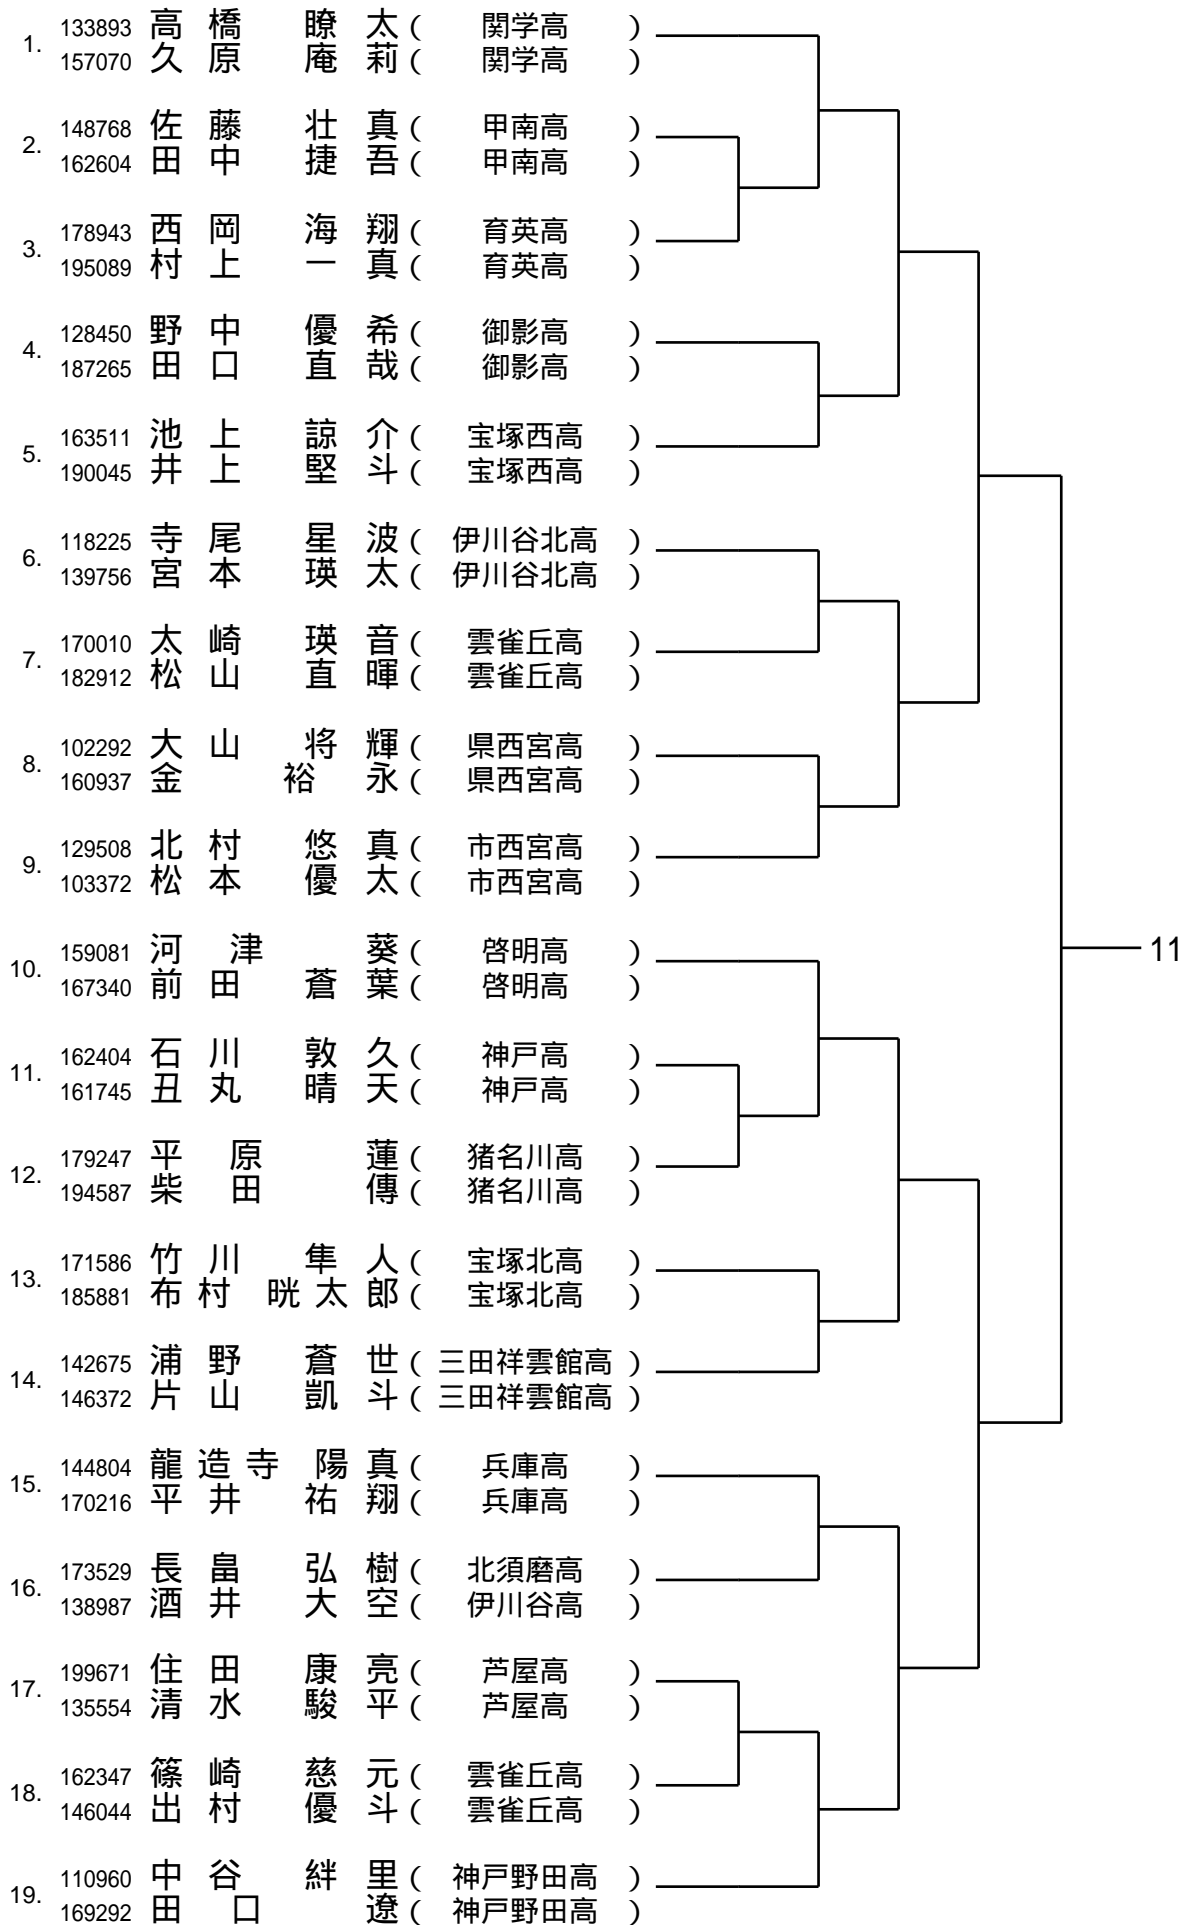 1. 133893 高橋 瞭太 ( 関学高 )
157070 久原 庵莉 ( 関学高 )
2. 148768 佐藤 壮真 ( 甲南高 )
162604 田中 捷吾 ( 甲南高 )
3. 178943 西岡 海翔 ( 育英高 )
195089 村上 一真 ( 育英高 )
4. 128450 野中 優希 ( 御影高 )
187265 田口 直哉 ( 御影高 )
5. 163511 池上 諒介 ( 宝塚西高 )
190045 井上 堅斗 ( 宝塚西高 )
6. 118225 寺尾 星波 ( 伊川谷北高 )
139756 宮本 瑛太 ( 伊川谷北高 )
7. 170010 太崎 瑛音 ( 雲雀丘高 )
182912 松山 直暉 ( 雲雀丘高 )
8. 102292 大山 将輝 ( 県西宮高 )
160937 金 裕永 ( 県西宮高 )
9. 129508 北村 悠真 ( 市西宮高 )
103372 松本 優太 ( 市西宮高 )
10. 159081 河津 葵 ( 啓明高 )
167340 前田 蒼葉 ( 啓明高 )
11
11. 162404 石川 敦久 ( 神戸高 )
161745 丑丸 晴天 ( 神戸高 )
12. 179247 平原 蓮 ( 猪名川高 )
194587 柴田 傳 ( 猪名川高 )
13. 171586 竹川 隼人 ( 宝塚北高 )
185881 布村 晄太郎 ( 宝塚北高 )
14. 142675 浦野 蒼世 ( 三田祥雲館高 )
146372 片山 凱斗 ( 三田祥雲館高 )
15. 144804 龍造寺 陽真 ( 兵庫高 )
170216 平井 祐翔 ( 兵庫高 )
16. 173529 長畠 弘樹 ( 北須磨高 )
138987 酒井 大空 ( 伊川谷高 )
17. 199671 住田 康亮 ( 芦屋高 )
135554 清水 駿平 ( 芦屋高 )
18. 162347 篠崎 慈元 ( 雲雀丘高 )
146044 出村 優斗 ( 雲雀丘高 )
19. 110960 中谷 絆里 ( 神戸野田高 )
169292 田口 遼 ( 神戸野田高 )